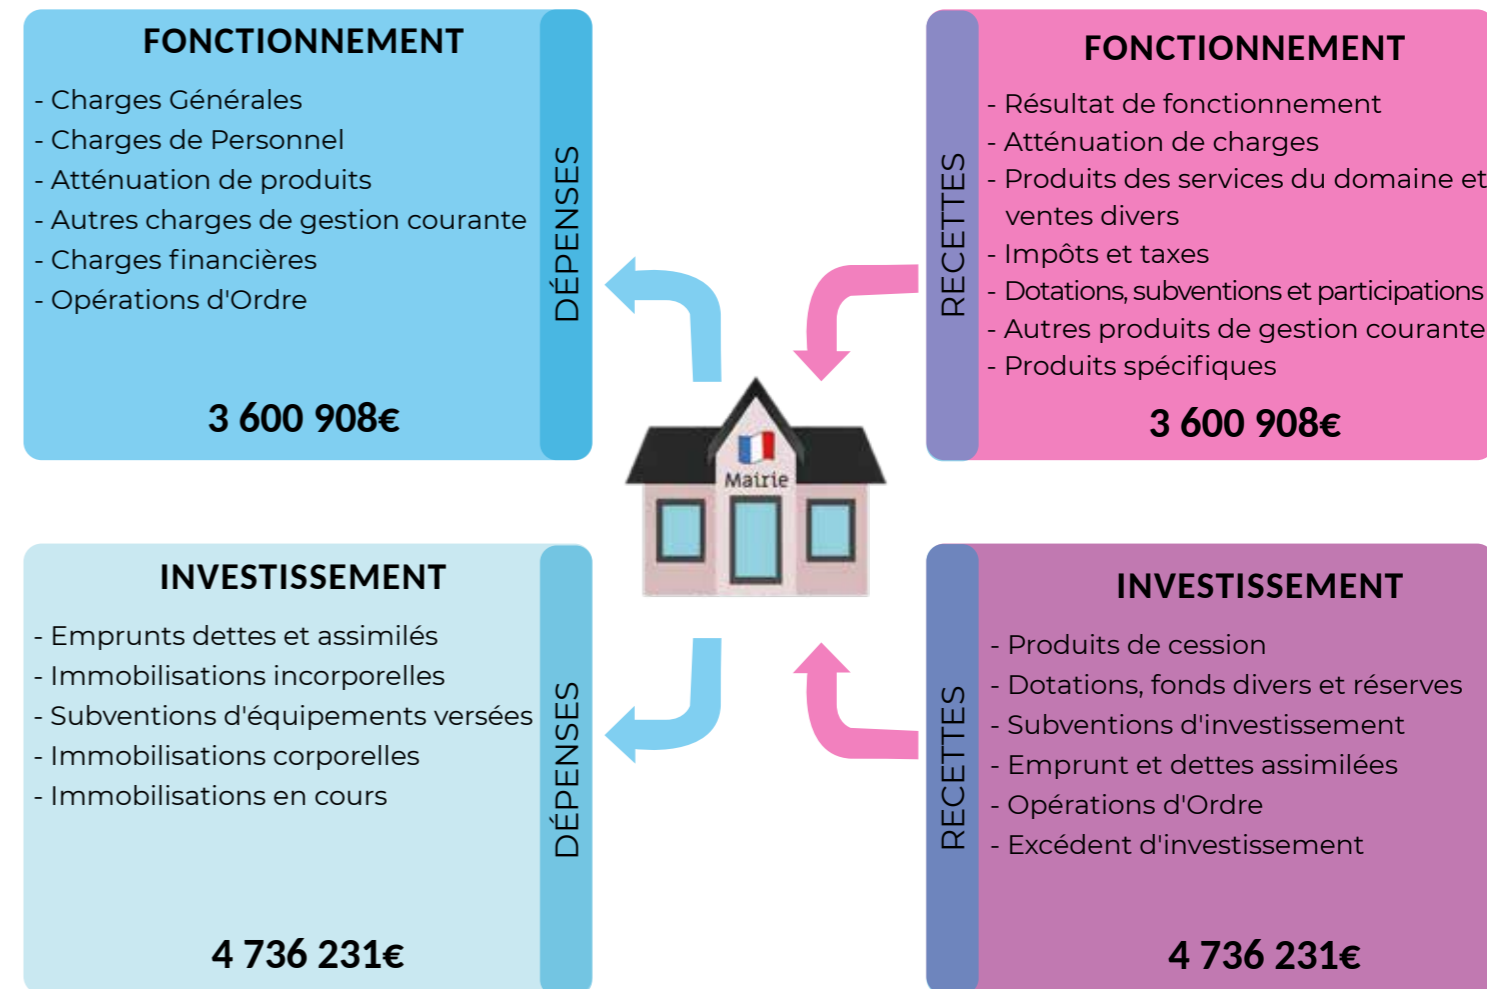 FONCTIONNEMENT
- Charges Générales
- Charges de Personnel
- Atténuation de produits
- Autres charges de gestion courante
- Charges financières
- Opérations d'Ordre
3 600 908€
DÉPENSES
FONCTIONNEMENT
- Résultat de fonctionnement
- Atténuation de charges
- Produits des services du domaine et
ventes divers
- Impôts et taxes
- Dotations, subventions et participations
- Autres produits de gestion courante
- Produits spécifiques
3 600 908€
RECETTES
Mairie
INVESTISSEMENT
- Emprunts dettes et assimilés
- Immobilisations incorporelles
- Subventions d'équipements versées
- Immobilisations corporelles
- Immobilisations en cours
4 736 231€
DÉPENSES
INVESTISSEMENT
- Produits de cession
- Dotations, fonds divers et réserves
- Subventions d'investissement
- Emprunt et dettes assimilées
- Opérations d'Ordre
- Excédent d'investissement
4 736 231€
RECETTES